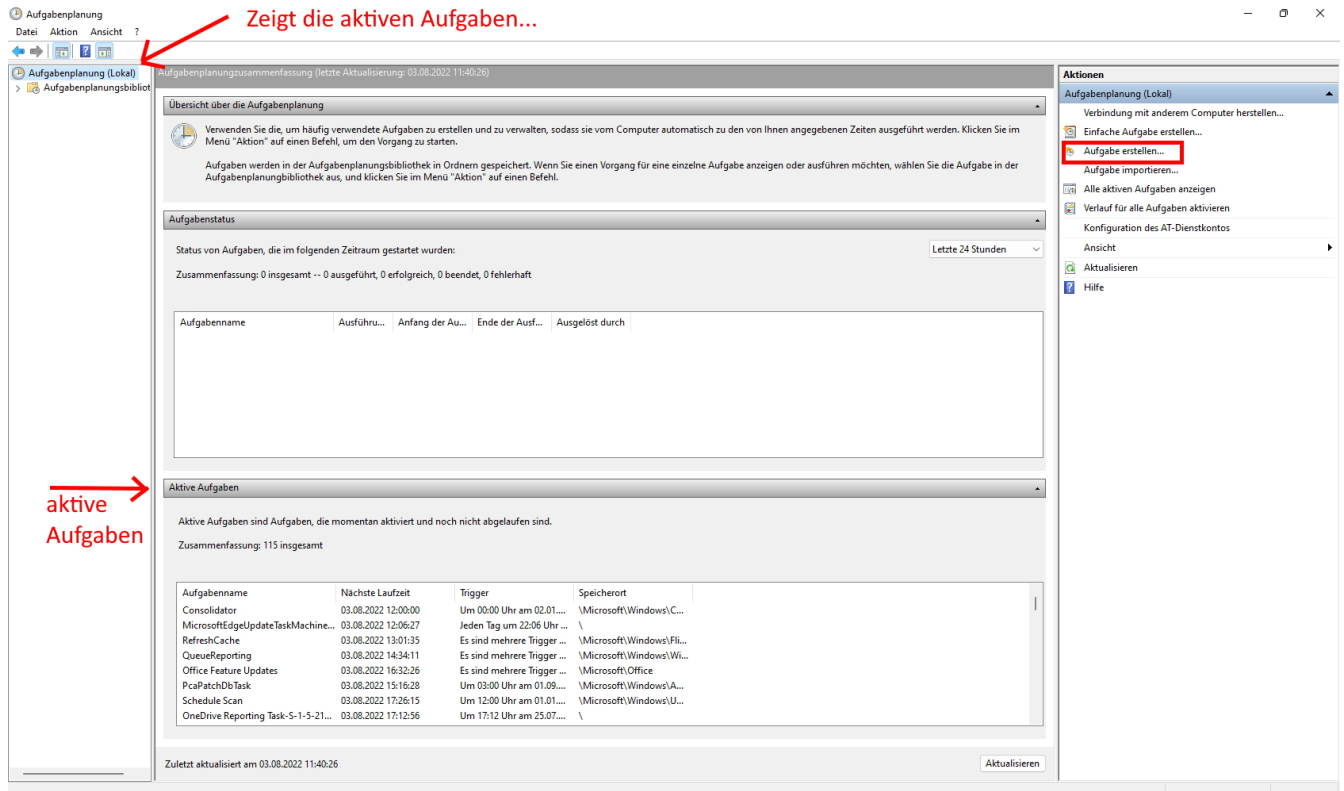 Aufgabenplanung
Zeigt die aktiven Aufgaben...
Datei Aktion Ansicht ?
Aufgabenplanung (Lokal)
Aufgabenplanungsbibliot
Aufgabenplanungzusammenfassung (letzte Aktualisierung: 03.08.2022 11:40:26)
Übersicht über die Aufgabenplanung
Verwenden Sie die, um häufig verwendete Aufgaben zu erstellen und zu verwalten, sodass sie vom Computer automatisch zu den von Ihnen angegebenen Zeiten ausgeführt werden. Klicken Sie im
Menü "Aktion" auf einen Befehl, um den Vorgang zu starten.
Aufgaben werden in der Aufgabenplanungsbibliothek in Ordnern gespeichert. Wenn Sie einen Vorgang für eine einzelne Aufgabe anzeigen oder ausführen möchten, wählen Sie die Aufgabe in der
Aufgabenplanungbibliothek aus, und klicken Sie im Menü "Aktion" auf einen Befehl.
Aufgabenstatus
Status von Aufgaben, die im folgenden Zeitraum gestartet wurden:
Letzte 24 Stunden
Zusammenfassung: 0 insgesamt -- 0 ausgeführt, 0 erfolgreich, 0 beendet, 0 fehlerhaft
Aufgabenname Ausführu... Anfang der Au... Ende der Ausf... Ausgelöst durch
aktive
Aufgaben
Aktive Aufgaben
Aktive Aufgaben sind Aufgaben, die momentan aktiviert und noch nicht abgelaufen sind.
Zusammenfassung: 115 insgesamt
Aufgabenname Nächste Laufzeit Trigger Speicherort
Consolidator 03.08.2022 12:00:00 Um 00:00 Uhr am 02.01.... \Microsoft\Windows\C...
MicrosoftEdgeUpdateTaskMachine... 03.08.2022 12:06:27 Jeden Tag um 22:06 Uhr ... \
RefreshCache 03.08.2022 13:01:35 Es sind mehrere Trigger ... \Microsoft\Windows\Fli...
QueueReporting 03.08.2022 14:34:11 Es sind mehrere Trigger ... \Microsoft\Windows\Wi...
Office Feature Updates 03.08.2022 16:32:26 Es sind mehrere Trigger ... \Microsoft\Office
PcaPatchDbTask 03.08.2022 15:16:28 Um 03:00 Uhr am 01.09.... \Microsoft\Windows\A...
Schedule Scan 03.08.2022 17:26:15 Um 12:00 Uhr am 01.01.... \Microsoft\Windows\U...
OneDrive Reporting Task-S-1-5-21... 03.08.2022 17:12:56 Um 17:12 Uhr am 25.07.... \
Zuletzt aktualisiert am 03.08.2022 11:40:26
Aktualisieren
Aktionen
Aufgabenplanung (Lokal)
Verbindung mit anderem Computer herstellen...
Einfache Aufgabe erstellen...
Aufgabe erstellen...
Aufgabe importieren...
Alle aktiven Aufgaben anzeigen
Verlauf für alle Aufgaben aktivieren
Konfiguration des AT-Dienstkontos
Ansicht
Aktualisieren
? Hilfe